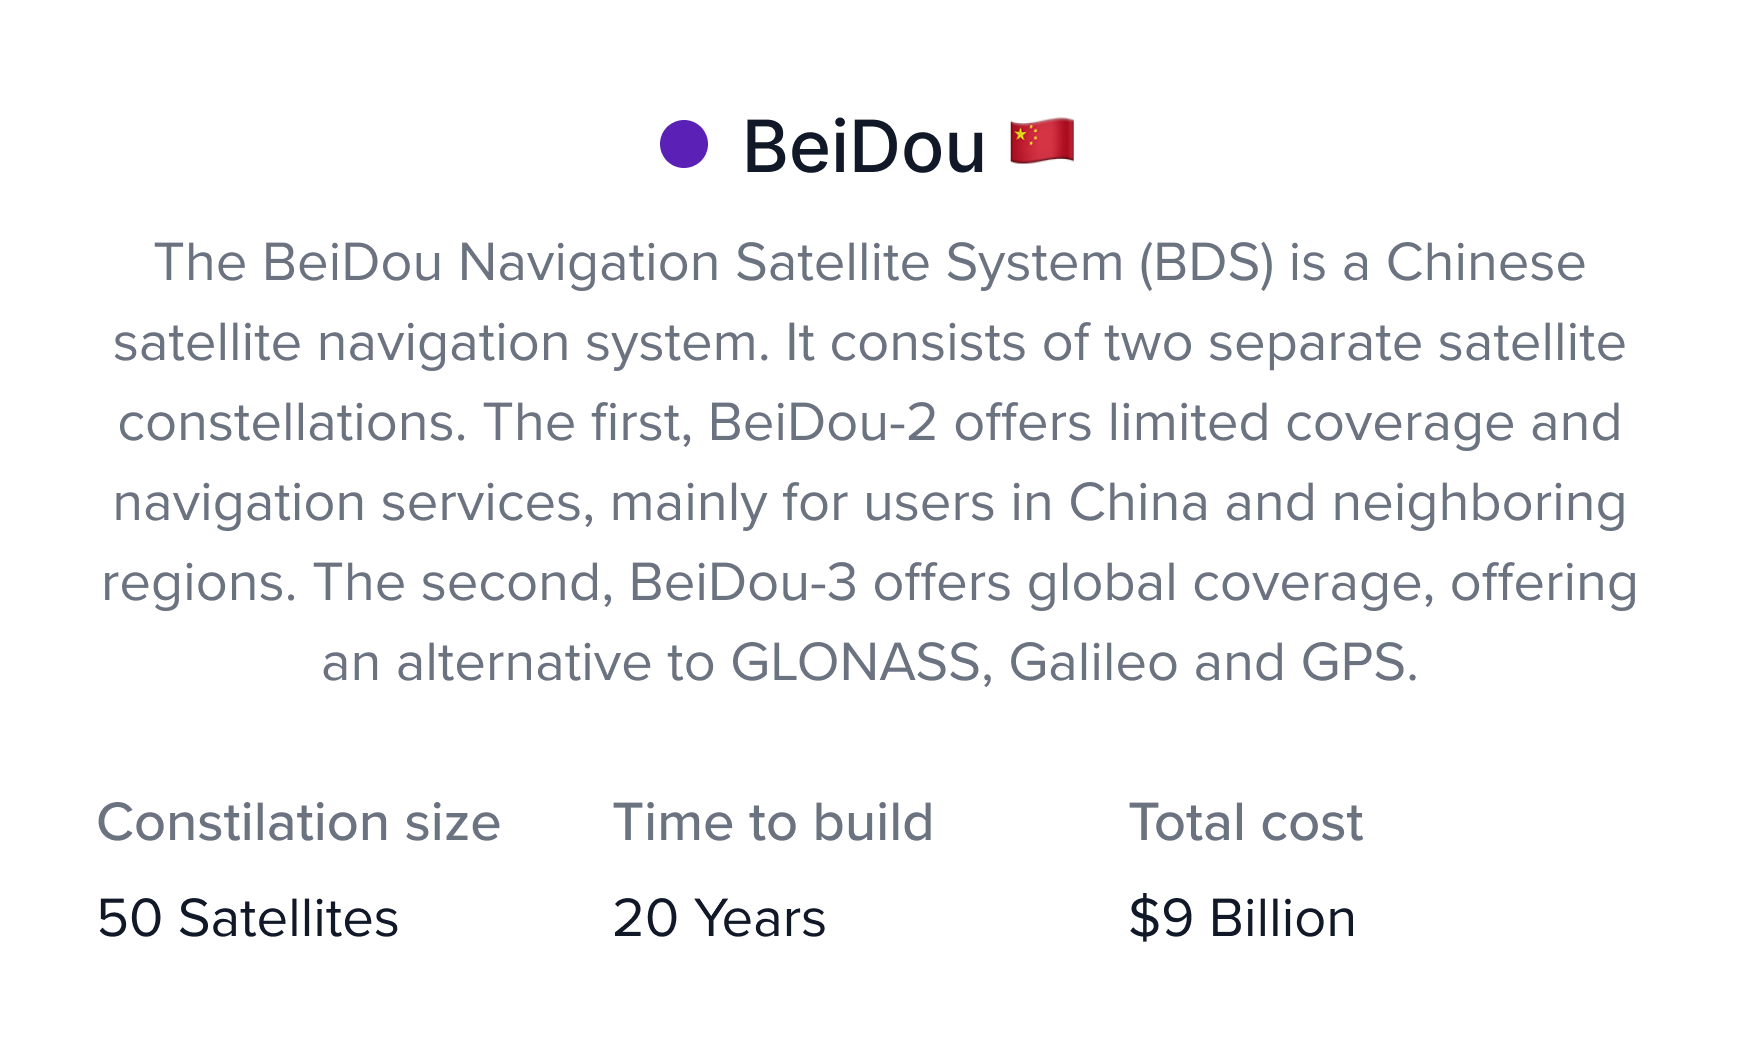 BeiDou 🇨🇳
The BeiDou Navigation Satellite System (BDS) is a Chinese
satellite navigation system. It consists of two separate satellite
constellations. The first, BeiDou-2 offers limited coverage and
navigation services, mainly for users in China and neighboring
regions. The second, BeiDou-3 offers global coverage, offering
an alternative to GLONASS, Galileo and GPS.
Constilation size Time to build Total cost
50 Satellites 20 Years $9 Billion